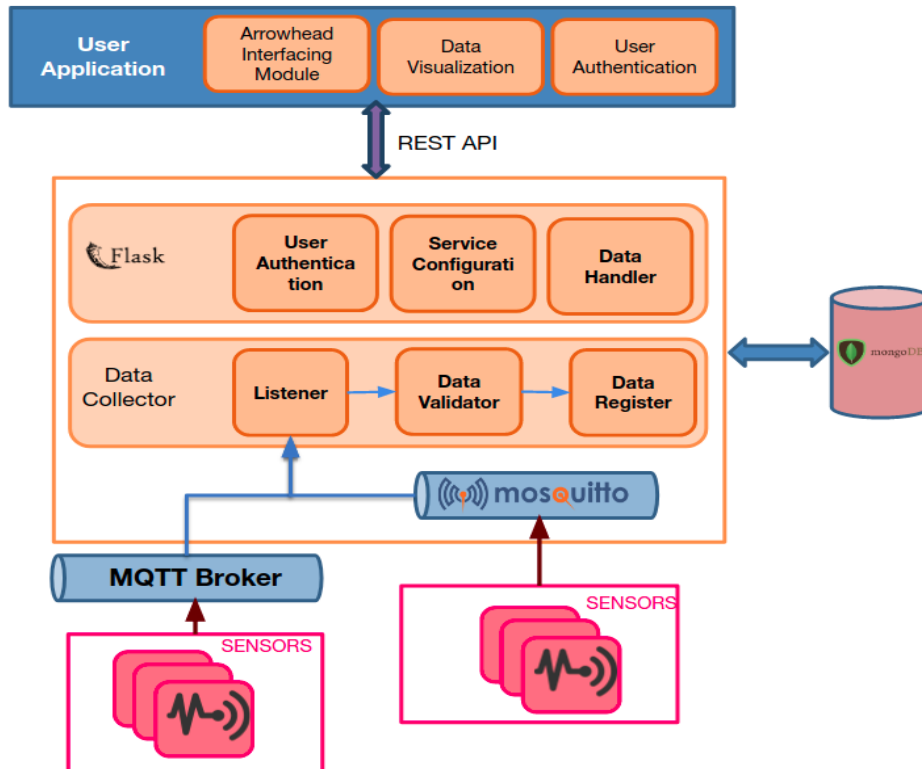 User
Application
Arrowhead
Interfacing
Module
Data
Visualization
User
Authentication
REST API
Flask
User
Authentica
tion
Service
Configurati
on
Data
Handler
Data
Collector
Listener
Data
Validator
Data
Register
mongoDB
mosquitto
MQTT Broker
SENSORS
SENSORS